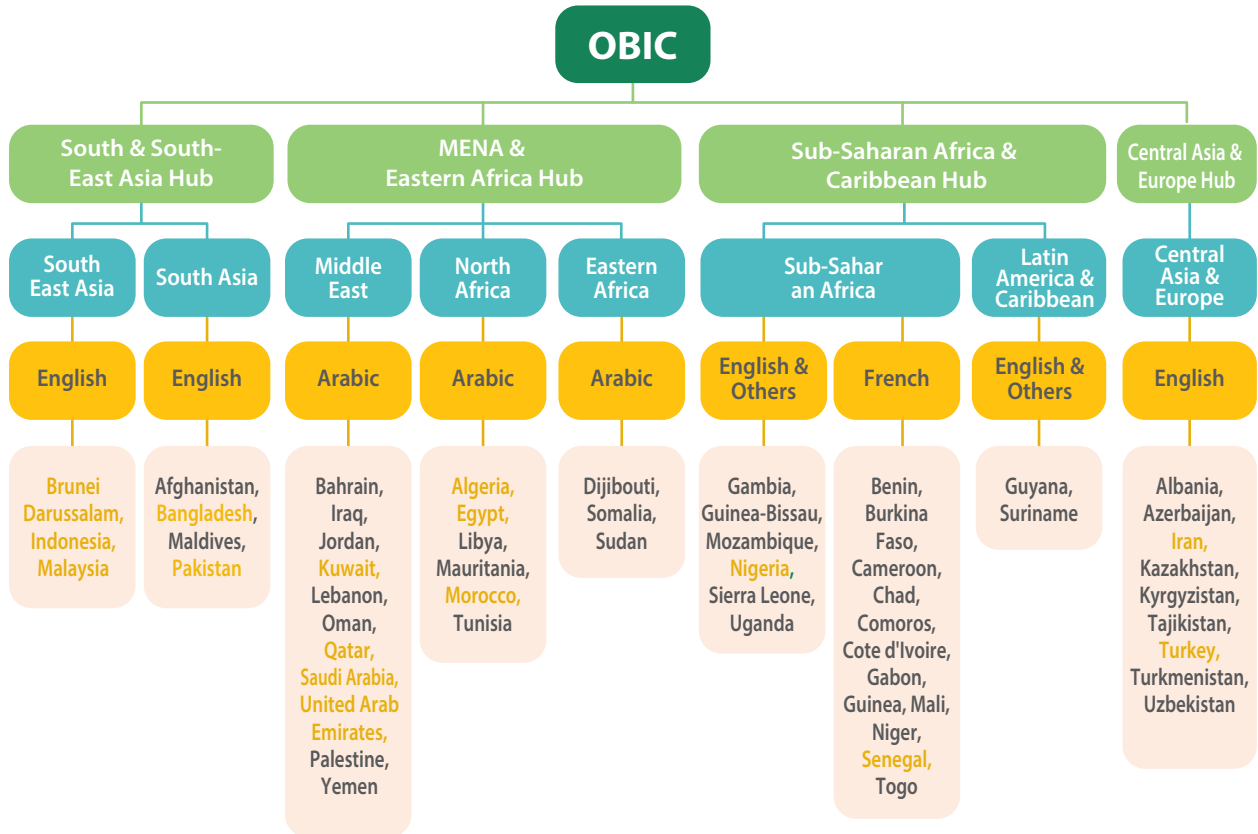 OBIC
South & South-
East Asia Hub
MENA &
Eastern Africa Hub
Sub-Saharan Africa &
Caribbean Hub
Central Asia &
Europe Hub
South
East Asia
South Asia
Middle
East
North
Africa
Eastern
Africa
Sub-Sahar
an Africa
Latin
America &
Caribbean
Central
Asia &
Europe
English
English
Arabic
Arabic
Arabic
English &
Others
French
English &
Others
English
Brunei
Darussalam,
Indonesia,
Malaysia
Afghanistan,
Bangladesh,
Maldives,
Pakistan
Bahrain,
Iraq,
Jordan,
Kuwait,
Lebanon,
Oman,
Qatar,
Saudi Arabia,
United Arab
Emirates,
Palestine,
Yemen
Algeria,
Egypt,
Libya,
Mauritania,
Morocco,
Tunisia
Dijibouti,
Somalia,
Sudan
Gambia,
Guinea-Bissau,
Mozambique,
Nigeria,
Sierra Leone,
Uganda
Benin,
Burkina
Faso,
Cameroon,
Chad,
Comoros,
Cote d'Ivoire,
Gabon,
Guinea, Mali,
Niger,
Senegal,
Togo
Guyana,
Suriname
Albania,
Azerbaijan,
Iran,
Kazakhstan,
Kyrgyzistan,
Tajikistan,
Turkey,
Turkmenistan,
Uzbekistan